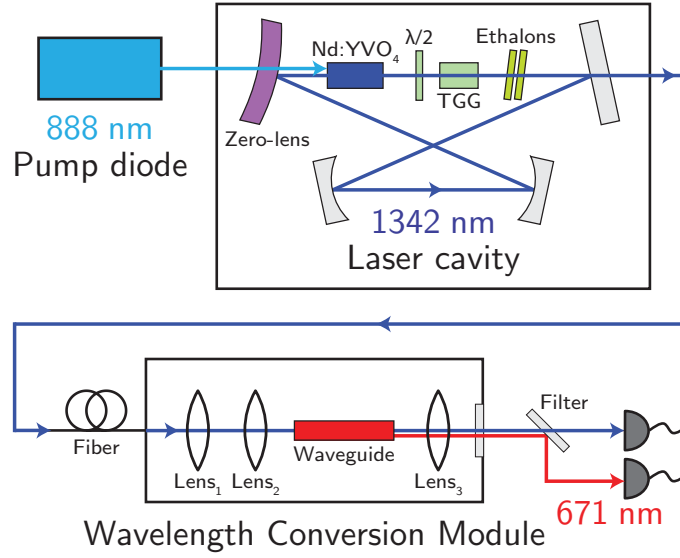 888 nm
Pump diode
Zero-lens
Nd:YVO₄
λ/2
TGG
Ethalons
1342 nm
Laser cavity
Fiber
Lens₁
Lens₂
Waveguide
Lens₃
Filter
671 nm
Wavelength Conversion Module